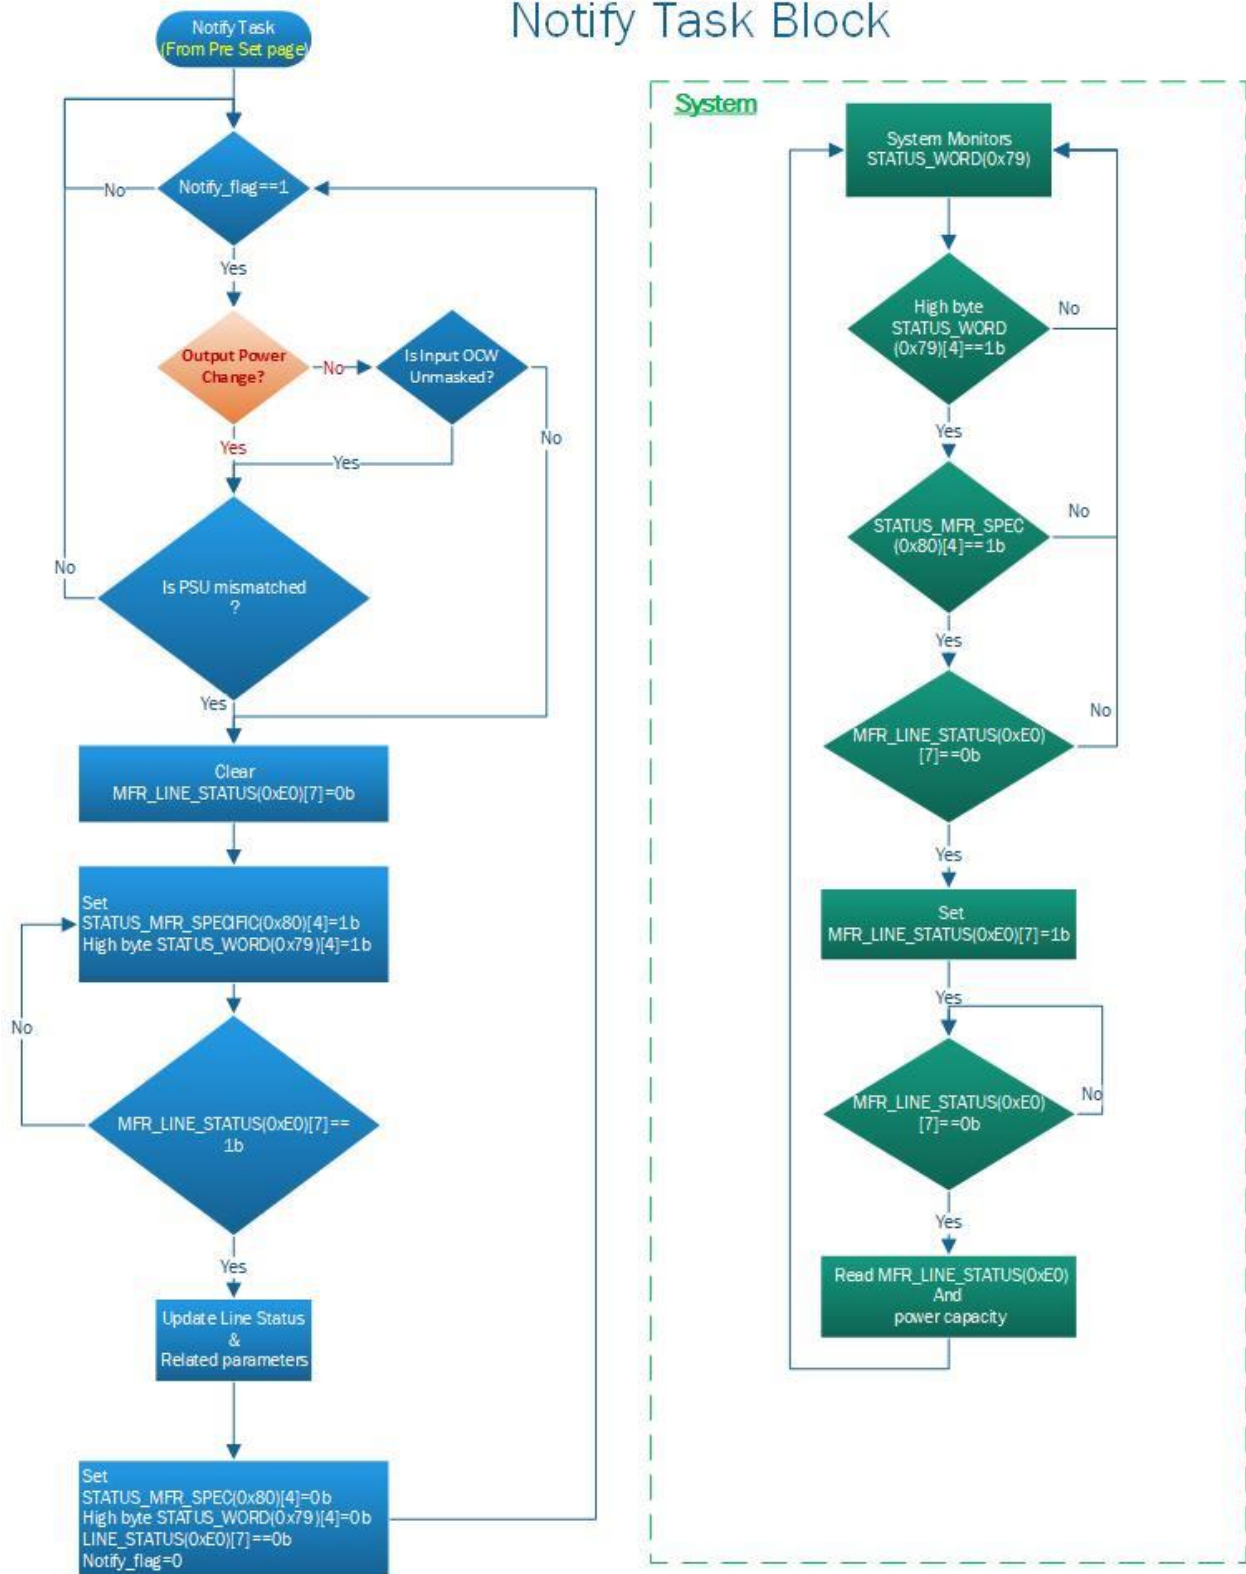 Notify Task Block
Notify Task
(From Pre Set page)
Notify_flag==1
No
Yes
Output Power
Change?
No
Is Input OCW
Unmasked?
Yes
Yes
No
Is PSU mismatched
?
No
Yes
Clear
MFR_LINE_STATUS(0xE0)[7]=0b
Set
STATUS_MFR_SPECIFIC(0x80)[4]=1b
High byte STATUS_WORD(0x79)[4]=1b
No
MFR_LINE_STATUS(0xE0)[7]==
1b
Yes
Update Line Status
&
Related parameters
Set
STATUS_MFR_SPEC(0x80)[4]=0b
High byte STATUS_WORD(0x79)[4]=0b
LINE_STATUS(0xE0)[7]==0b
Notify_flag=0
System
System Monitors
STATUS_WORD(0x79)
High byte
STATUS_WORD
(0x79)[4]==1b
No
Yes
STATUS_MFR_SPEC
(0x80)[4]==1b
No
Yes
MFR_LINE_STATUS(0xE0)
[7]==0b
No
Yes
Set
MFR_LINE_STATUS(0xE0)[7]=1b
Yes
MFR_LINE_STATUS(0xE0)
[7]==0b
No
Yes
Read MFR_LINE_STATUS(0xE0)
And
power capacity